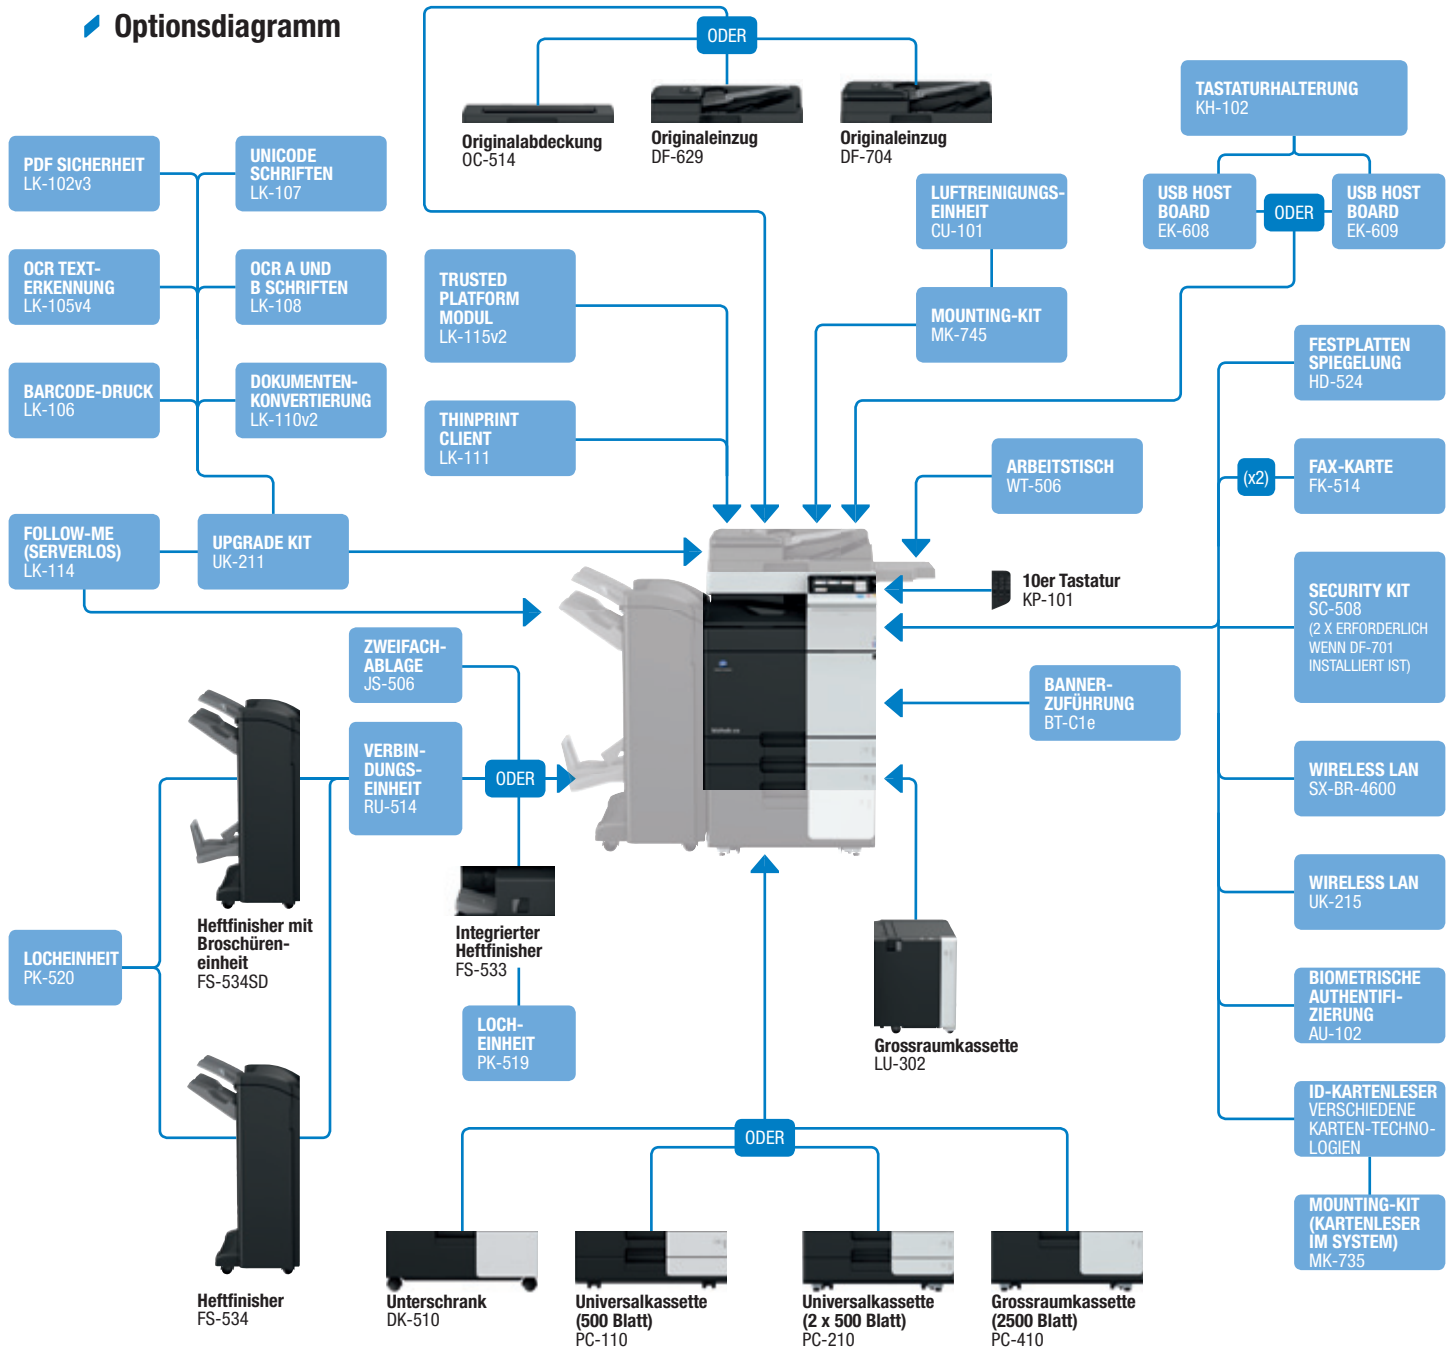 Optionsdiagramm
ODER
Originalabdeckung
OC-514
Originaleinzug
DF-629
Originaleinzug
DF-704
TASTATURHALTERUNG
KH-102
PDF SICHERHEIT
LK-102v3
UNICODE
SCHRIFTEN
LK-107
LUFTREINIGUNGS-
EINHEIT
CU-101
USB HOST
BOARD
EK-608
ODER
USB HOST
BOARD
EK-609
OCR TEXT-
ERKENNUNG
LK-105v4
OCR A UND
B SCHRIFTEN
LK-108
TRUSTED
PLATFORM
MODUL
LK-115v2
MOUNTING-KIT
MK-745
FESTPLATTEN
SPIEGELUNG
HD-524
BARCODE-DRUCK
LK-106
DOKUMENTEN-
KONVERTIERUNG
LK-110v2
THINPRINT
CLIENT
LK-111
ARBEITSTISCH
WT-506
(x2)
FAX-KARTE
FK-514
FOLLOW-ME
(SERVERLOS)
LK-114
UPGRADE KIT
UK-211
10er Tastatur
KP-101
SECURITY KIT
SC-508
(2 X ERFORDERLICH
WENN DF-701
INSTALLIERT IST)
ZWEIFACH-
ABLAGE
JS-506
BANNER-
ZUFÜHRUNG
BT-C1e
VERBIN-
DUNGS-
EINHEIT
RU-514
ODER
WIRELESS LAN
SX-BR-4600
WIRELESS LAN
UK-215
Heftfinisher mit
Broschüren-
einheit
FS-534SD
Integrierter
Heftfinisher
FS-533
LOCHEINHEIT
PK-520
BIOMETRISCHE
AUTHENTIFI-
ZIERUNG
AU-102
LOCH-
EINHEIT
PK-519
Grossraumkassette
LU-302
ID-KARTENLESER
VERSCHIEDENE
KARTEN-TECHNO-
LOGIEN
ODER
MOUNTING-KIT
(KARTENLESER
IM SYSTEM)
MK-735
Heftfinisher
FS-534
Unterschrank
DK-510
Universalkassette
(500 Blatt)
PC-110
Universalkassette
(2 x 500 Blatt)
PC-210
Grossraumkassette
(2500 Blatt)
PC-410